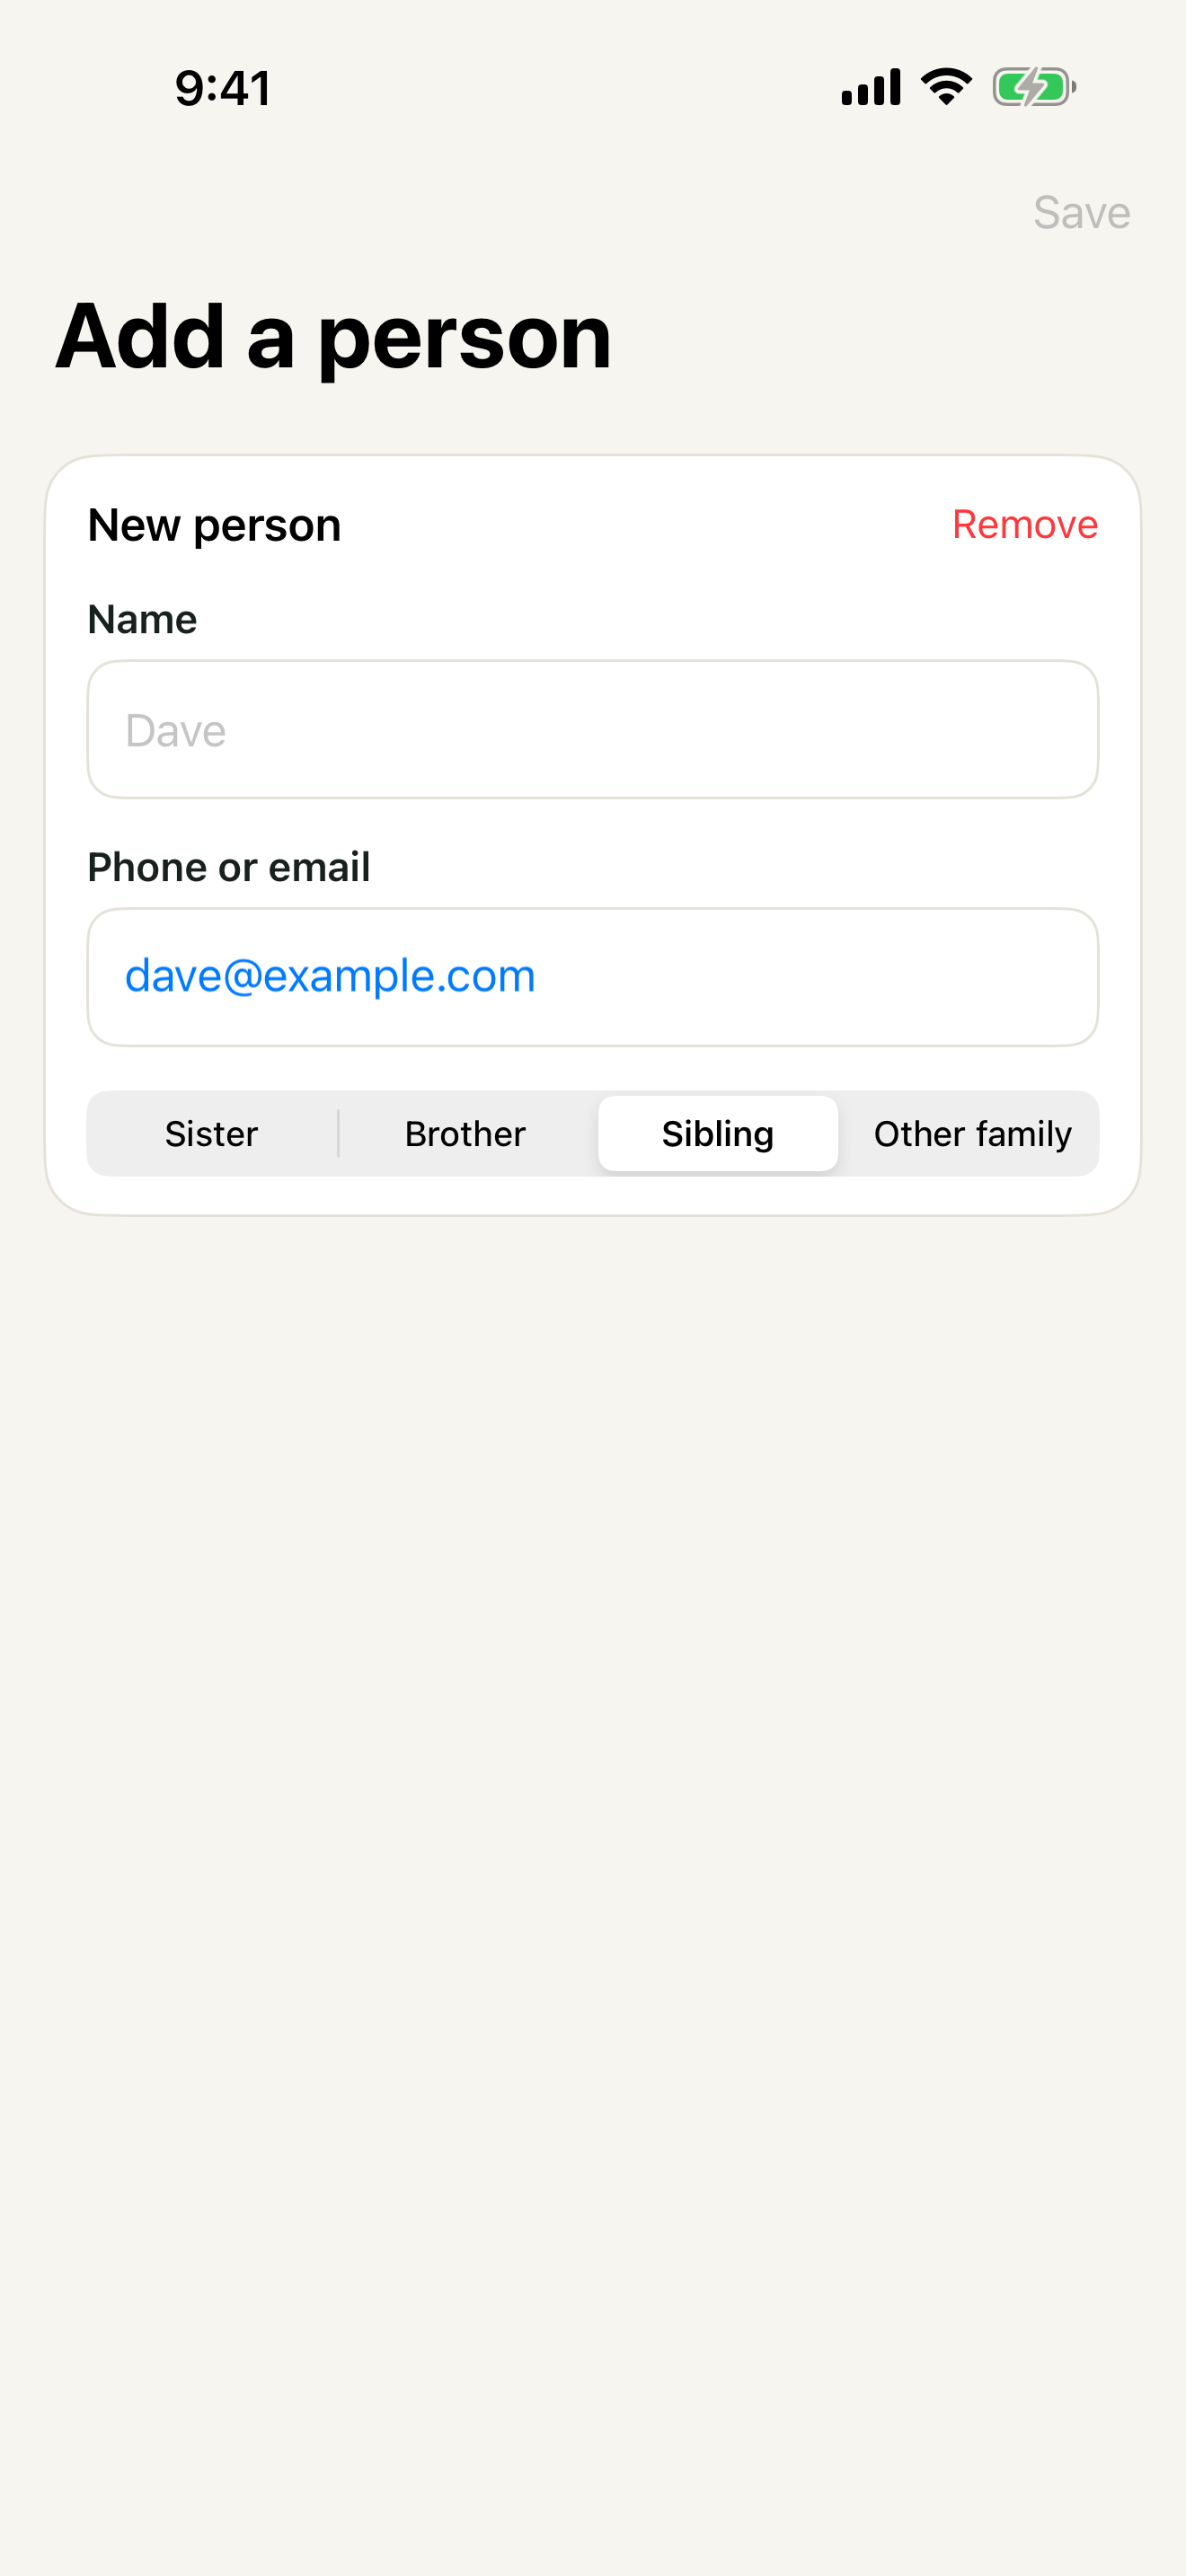 9:41
Save
Add a person
New person
Remove
Name
Dave
Phone or email
dave@example.com
Sister
Brother
Sibling
Other family